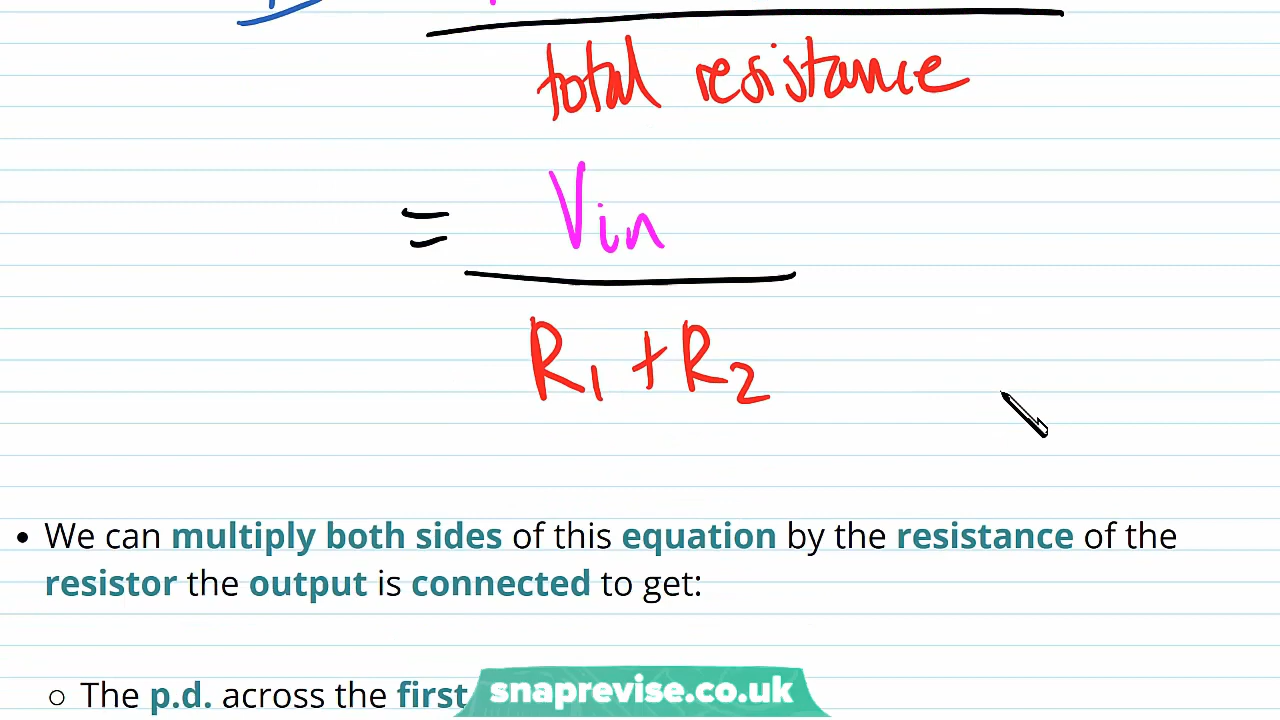 total resistance
= Vin
R1 + R2
• We can multiply both sides of this equation by the resistance of the
resistor the output is connected to get:
○ The p.d. across the first
snaprevise.co.uk